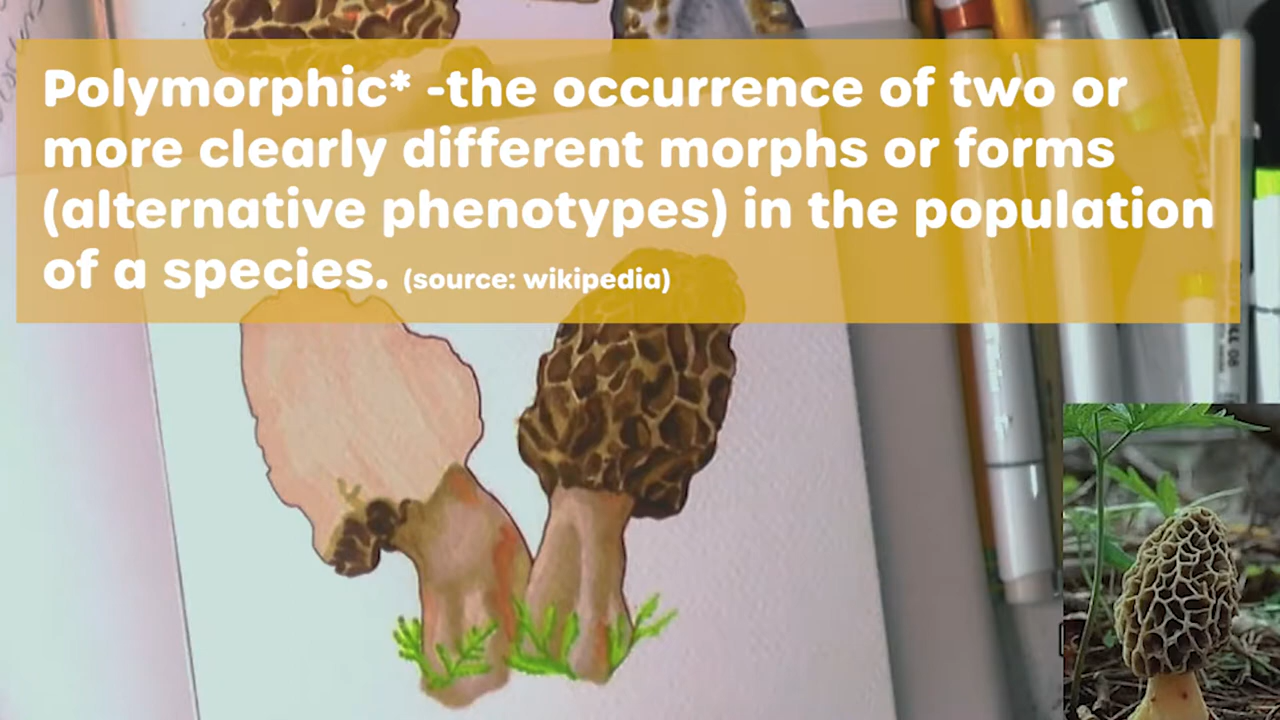 Polymorphic* -the occurrence of two or
more clearly different morphs or forms
(alternative phenotypes) in the population
of a species. (source: wikipedia)